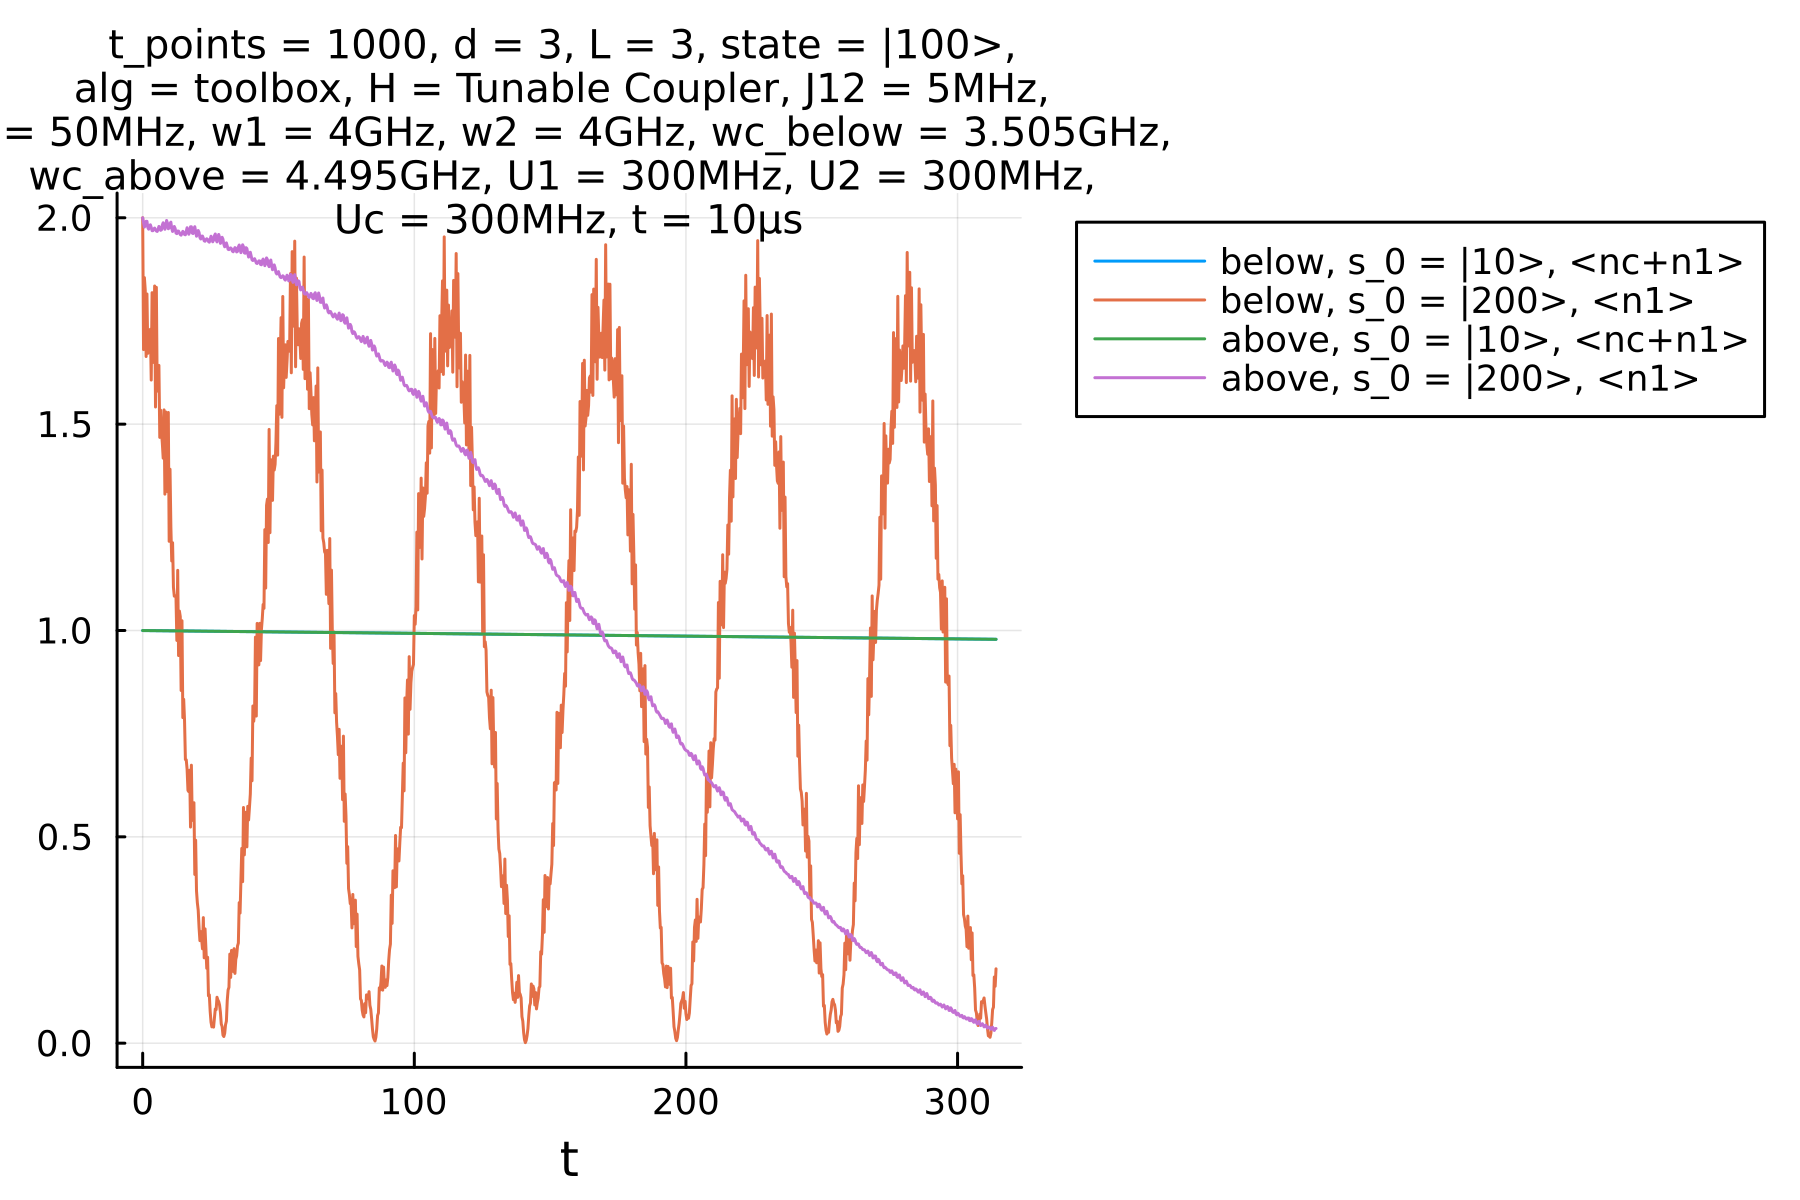 t_points = 1000, d = 3, L = 3, state = |100>,
alg = toolbox, H = Tunable Coupler, J12 = 5MHz,
= 50MHz, w1 = 4GHz, w2 = 4GHz, wc_below = 3.505GHz,
wc_above = 4.495GHz, U1 = 300MHz, U2 = 300MHz,
Uc = 300MHz, t = 10μs
2.0
1.5
1.0
0.5
0.0
0 100 200 300
t
below, s_0 = |10>, <nc+n1>
below, s_0 = |200>, <n1>
above, s_0 = |10>, <nc+n1>
above, s_0 = |200>, <n1>